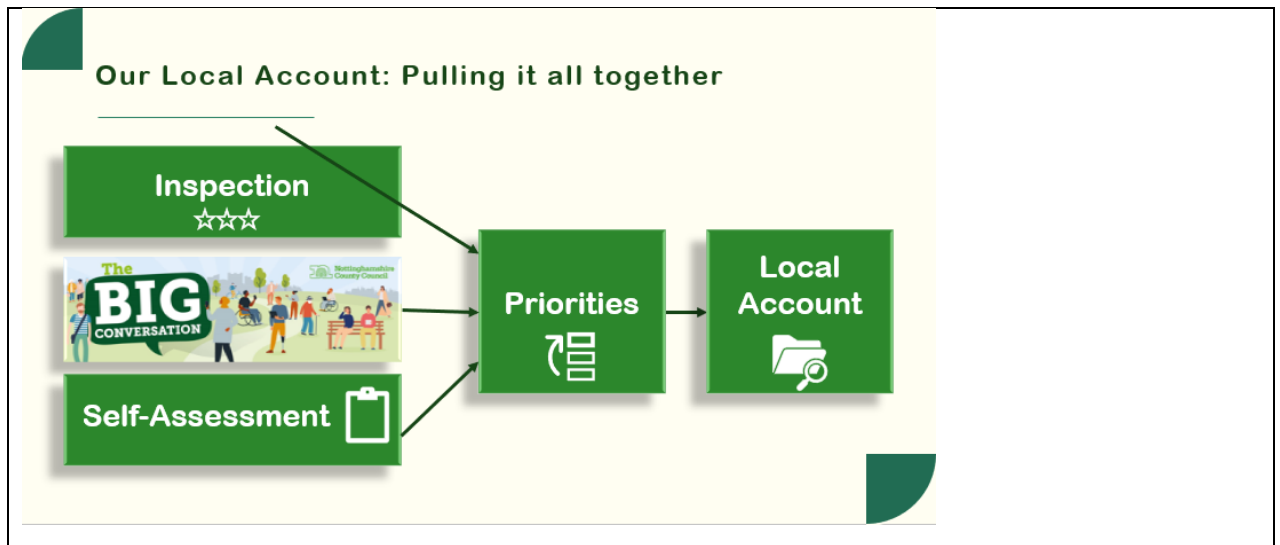 Our Local Account: Pulling it all together
Inspection
The
BIG
CONVERSATION
Nottinghamshire
County Council
Self-Assessment
Priorities
Local
Account